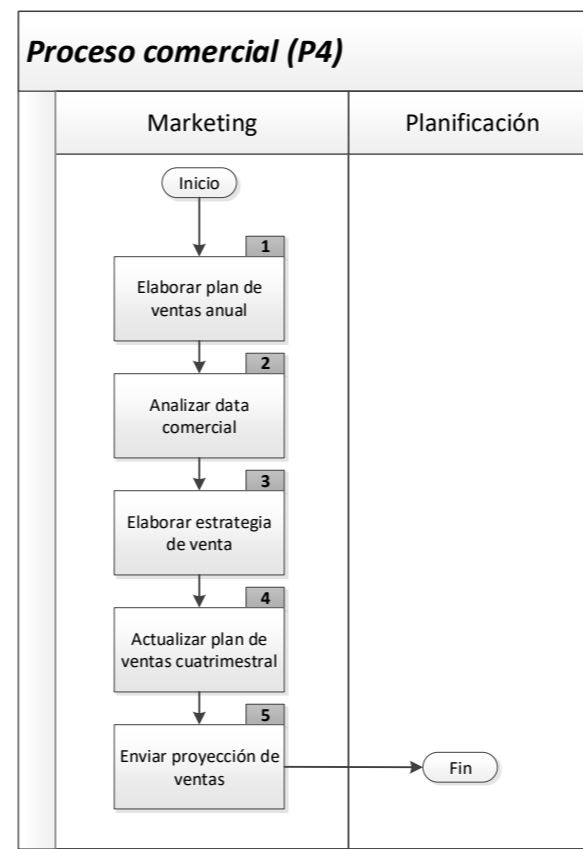 Proceso comercial (P4)
Marketing
Planificación
Inicio
1
Elaborar plan de
ventas anual
2
Analizar data
comercial
3
Elaborar estrategia
de venta
4
Actualizar plan de
ventas cuatrimestral
5
Enviar proyección de
ventas
Fin